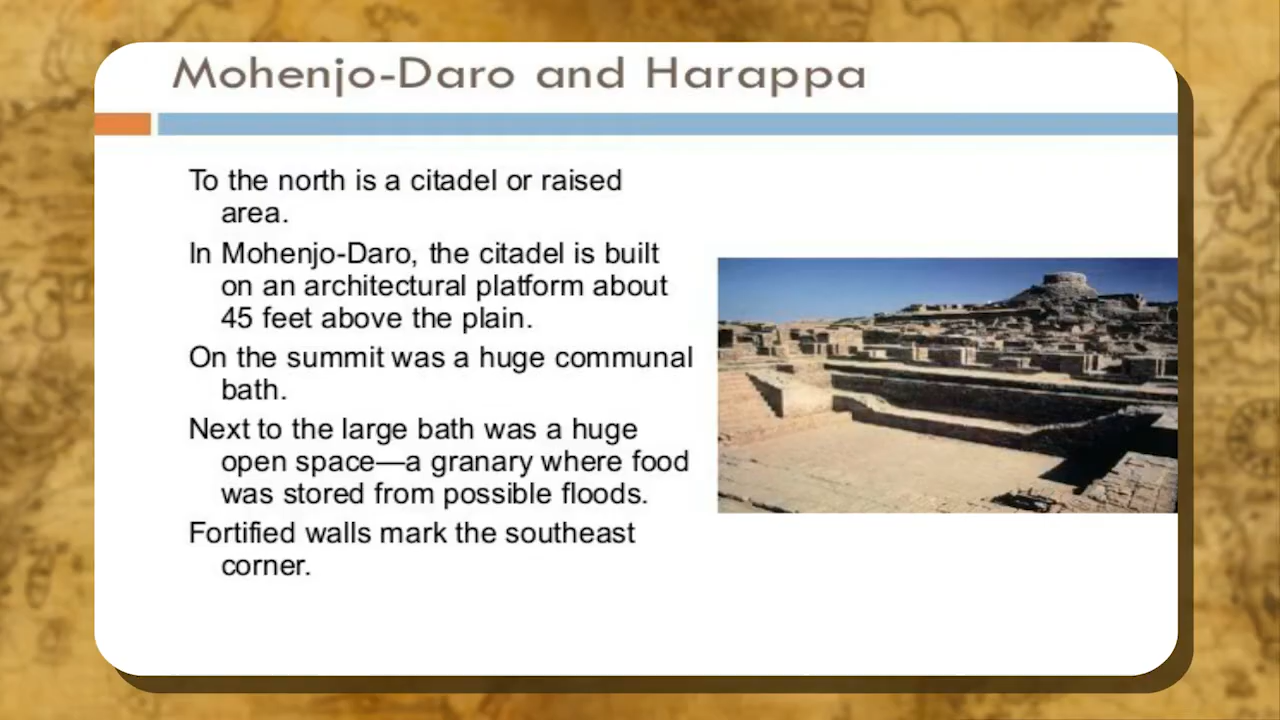 Mohenjo-Daro and Harappa
To the north is a citadel or raised
area.
In Mohenjo-Daro, the citadel is built
on an architectural platform about
45 feet above the plain.
On the summit was a huge communal
bath.
Next to the large bath was a huge
open space—a granary where food
was stored from possible floods.
Fortified walls mark the southeast
corner.